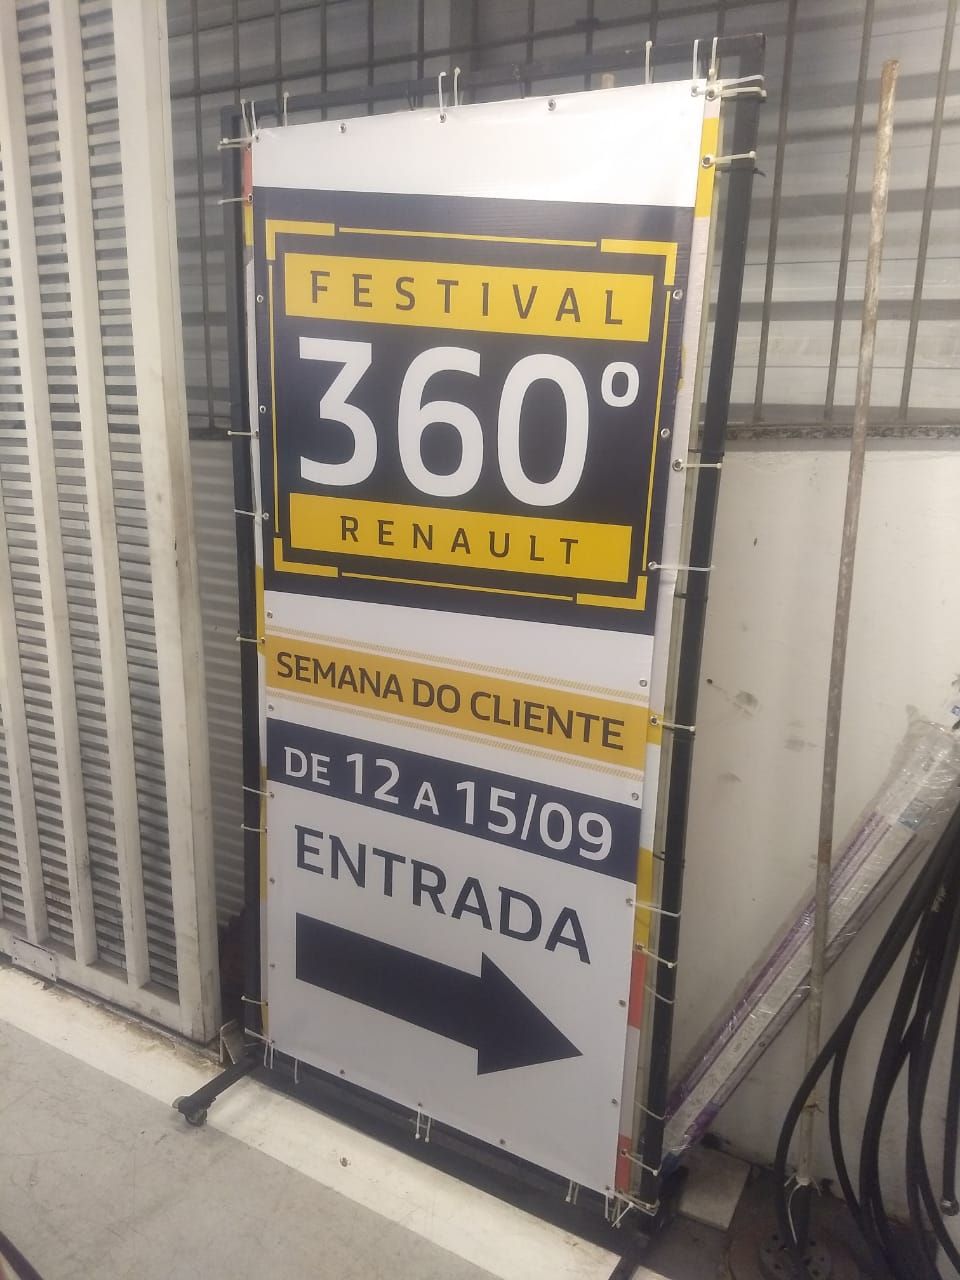 FESTIVAL
360º
RENAULT
SEMANA DO CLIENTE
DE 12 A 15/09
ENTRADA